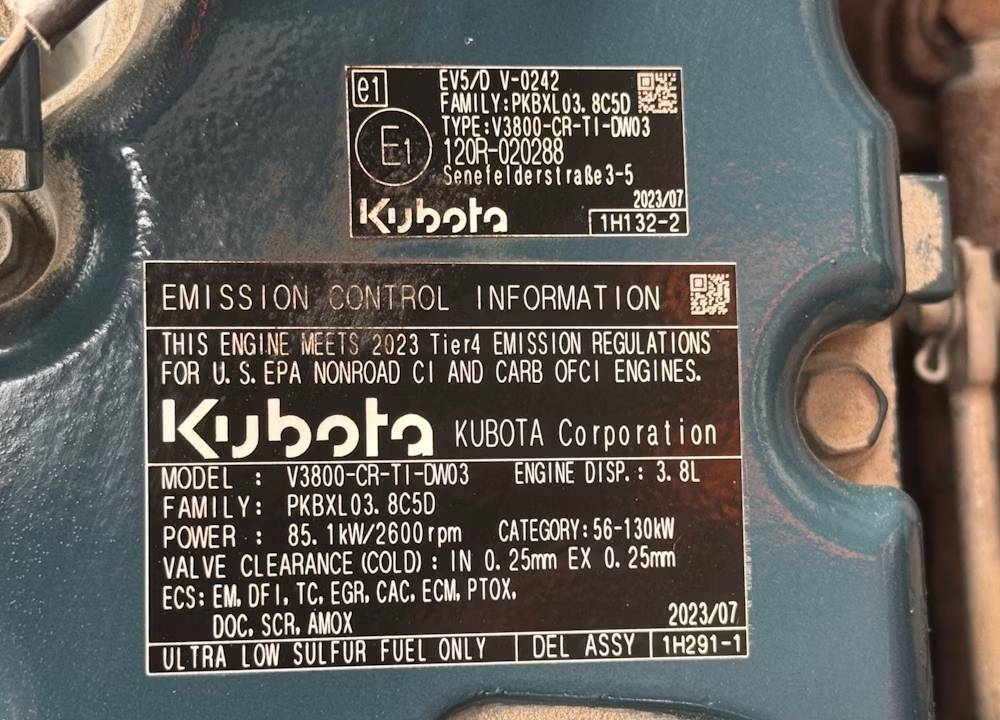 e1
EV5/D V-0242
FAMILY:PKBXL03.8C5D
TYPE:V3800-CR-TI-DW03
E1
120R-020288
Senefelderstraße3-5
2023/07
Kubota
1H132-2
EMISSION CONTROL INFORMATION
THIS ENGINE MEETS 2023 Tier4 EMISSION REGULATIONS
FOR U.S.EPA NONROAD CI AND CARB OFCI ENGINES.
Kubota KUBOTA Corporation
MODEL : V3800-CR-TI-DW03 ENGINE DISP.: 3.8L
FAMILY: PKBXL03.8C5D
POWER : 85.1kW/2600rpm CATEGORY:56-130kW
VALVE CLEARANCE(COLD): IN 0.25mm EX 0.25mm
ECS: EM, DFI, TC, EGR, CAC, ECM, PTOX,
DOC, SCR, AMOX
2023/07
ULTRA LOW SULFUR FUEL ONLY DEL ASSY 1H291-1